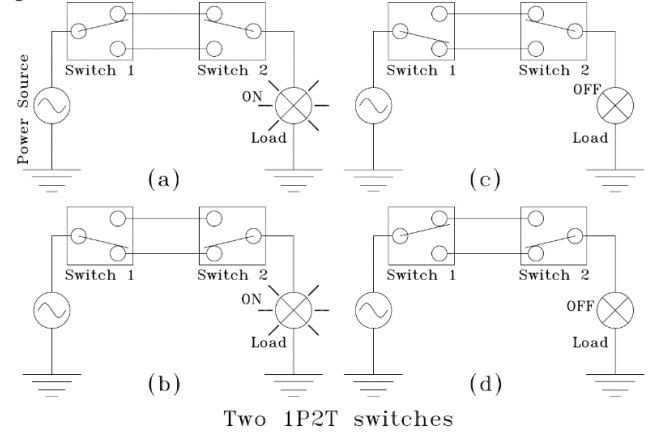 Power Source
Switch 1
Switch 2
ON
Load
(a)
Switch 1
Switch 2
OFF
Load
(c)
Switch 1
Switch 2
ON
Load
(b)
Switch 1
Switch 2
OFF
Load
(d)
Two 1P2T switches